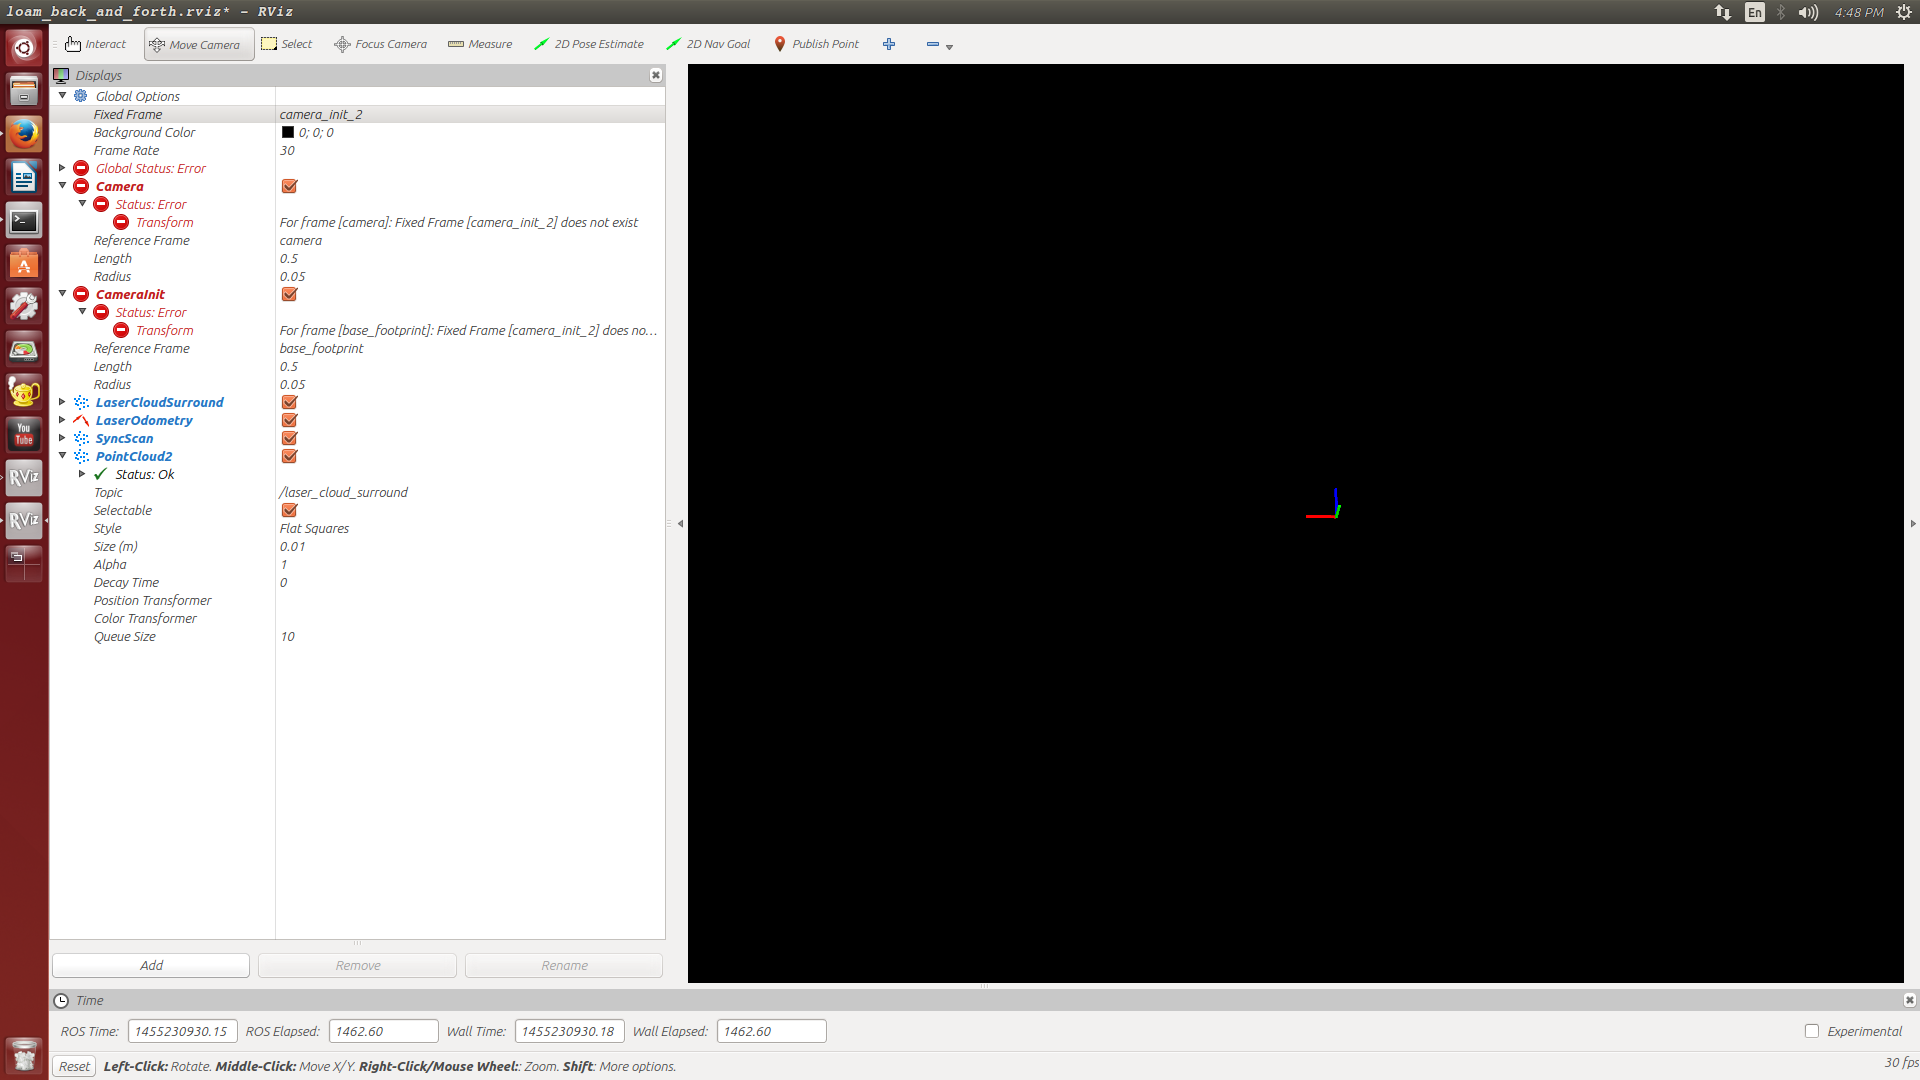 loam_back_and_forth.rviz* - RViz
En
4:48 PM
Interact
Move Camera
Select
Focus Camera
Measure
2D Pose Estimate
2D Nav Goal
Publish Point
Displays
Global Options
Fixed Frame camera_init_2
Background Color 0; 0; 0
Frame Rate 30
Global Status: Error
Camera
Status: Error
Transform For frame [camera]: Fixed Frame [camera_init_2] does not exist
Reference Frame camera
Length 0.5
Radius 0.05
CameraInit
Status: Error
Transform For frame [base_footprint]: Fixed Frame [camera_init_2] does no...
Reference Frame base_footprint
Length 0.5
Radius 0.05
LaserCloudSurround
LaserOdometry
SyncScan
PointCloud2
Status: Ok
Topic /laser_cloud_surround
Selectable
Style Flat Squares
Size (m) 0.01
Alpha 1
Decay Time 0
Position Transformer
Color Transformer
Queue Size 10
You
Tube
RViz
RViz
Add
Remove
Rename
Time
ROS Time: 1455230930.15 ROS Elapsed: 1462.60 Wall Time: 1455230930.18 Wall Elapsed: 1462.60 Experimental
Reset Left-Click: Rotate. Middle-Click: Move X/Y. Right-Click/Mouse Wheel:: Zoom. Shift: More options. 30 fps